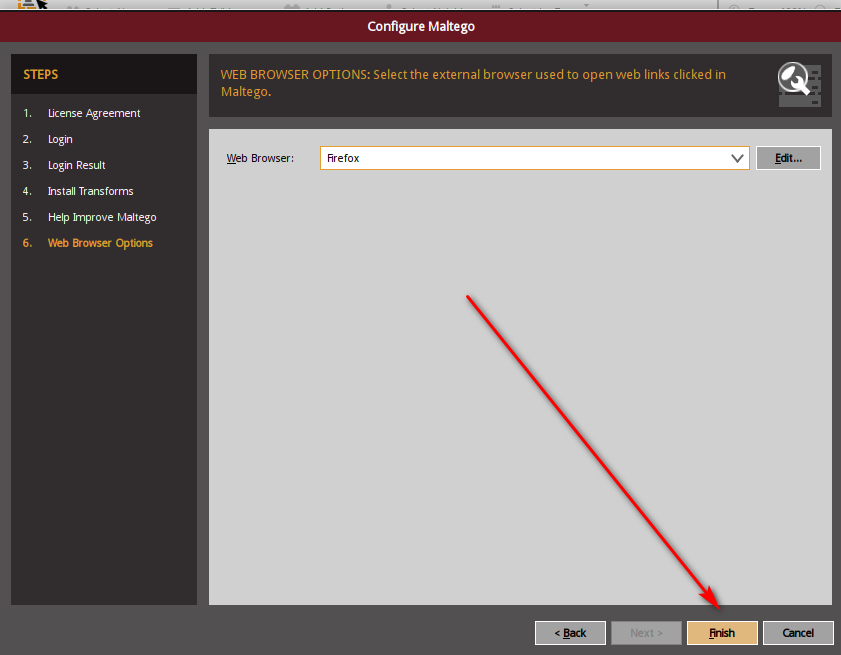 Configure Maltego
STEPS
1. License Agreement
2. Login
3. Login Result
4. Install Transforms
5. Help Improve Maltego
6. Web Browser Options
WEB BROWSER OPTIONS: Select the external browser used to open web links clicked in
Maltego.
Web Browser: Firefox Edit...
< Back Next > Finish Cancel